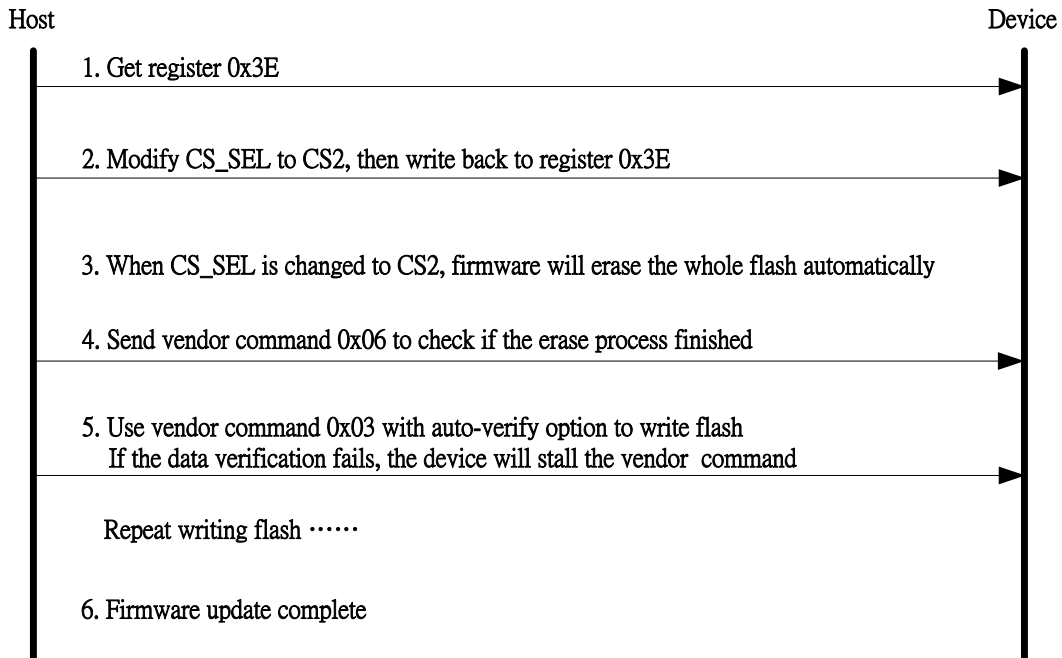 Host
Device
1. Get register 0x3E
2. Modify CS_SEL to CS2, then write back to register 0x3E
3. When CS_SEL is changed to CS2, firmware will erase the whole flash automatically
4. Send vendor command 0x06 to check if the erase process finished
5. Use vendor command 0x03 with auto-verify option to write flash
If the data verification fails, the device will stall the vendor command
Repeat writing flash ⋯⋯
6. Firmware update complete